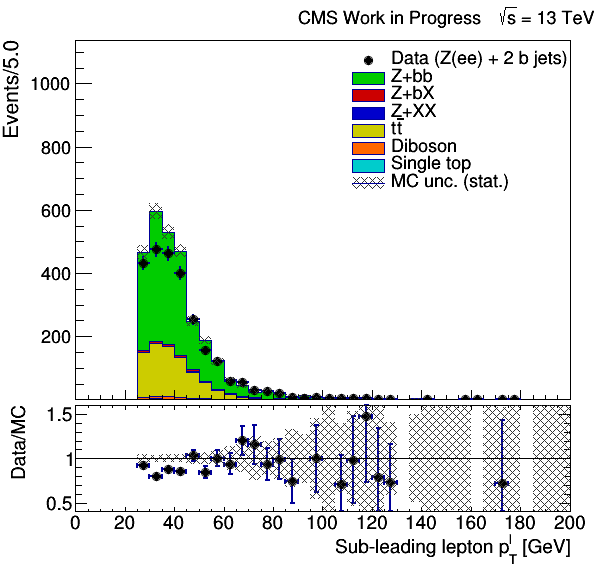 CMS Work in Progress √s = 13 TeV
Events/5.0
1000
800
600
400
200
Data (Z(ee) + 2 b jets)
Z+bb
Z+bX
Z+XX
tt̄
Diboson
Single top
MC unc. (stat.)
Data/MC
1.5
1
0.5
0 20 40 60 80 100 120 140 160 180 200
Sub-leading lepton p_T^l [GeV]